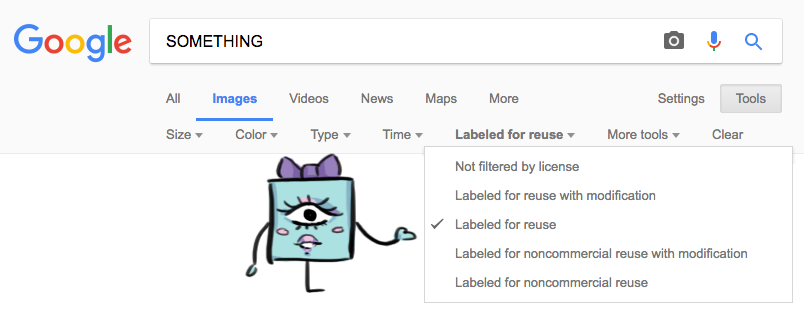 Google
SOMETHING
All Images Videos News Maps More Settings Tools
Size Color Type Time Labeled for reuse More tools Clear
Not filtered by license
Labeled for reuse with modification
Labeled for reuse
Labeled for noncommercial reuse with modification
Labeled for noncommercial reuse